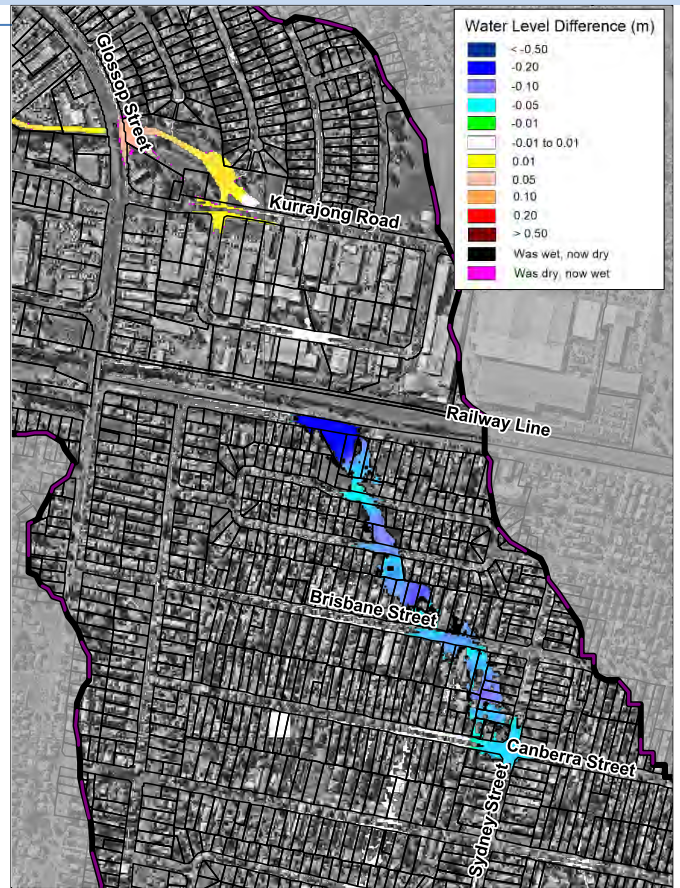 Water Level Difference (m)
< -0.50
-0.20
-0.10
-0.05
-0.01
-0.01 to 0.01
0.01
0.05
0.10
0.20
> 0.50
Was wet, now dry
Was dry, now wet
Glossop Street
Kurrajong Road
Railway Line
Brisbane Street
Canberra Street
Sydney Street